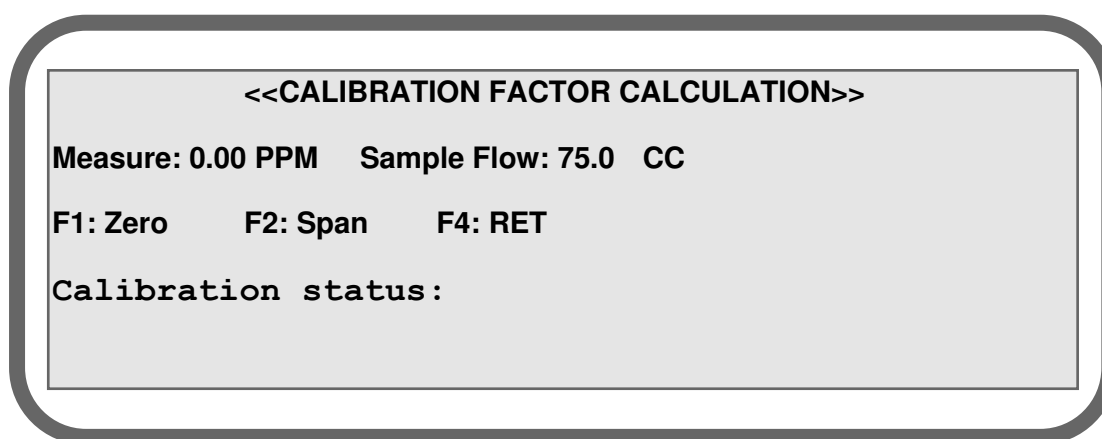 <<CALIBRATION FACTOR CALCULATION>>
Measure: 0.00 PPM Sample Flow: 75.0 CC
F1: Zero F2: Span F4: RET
Calibration status: